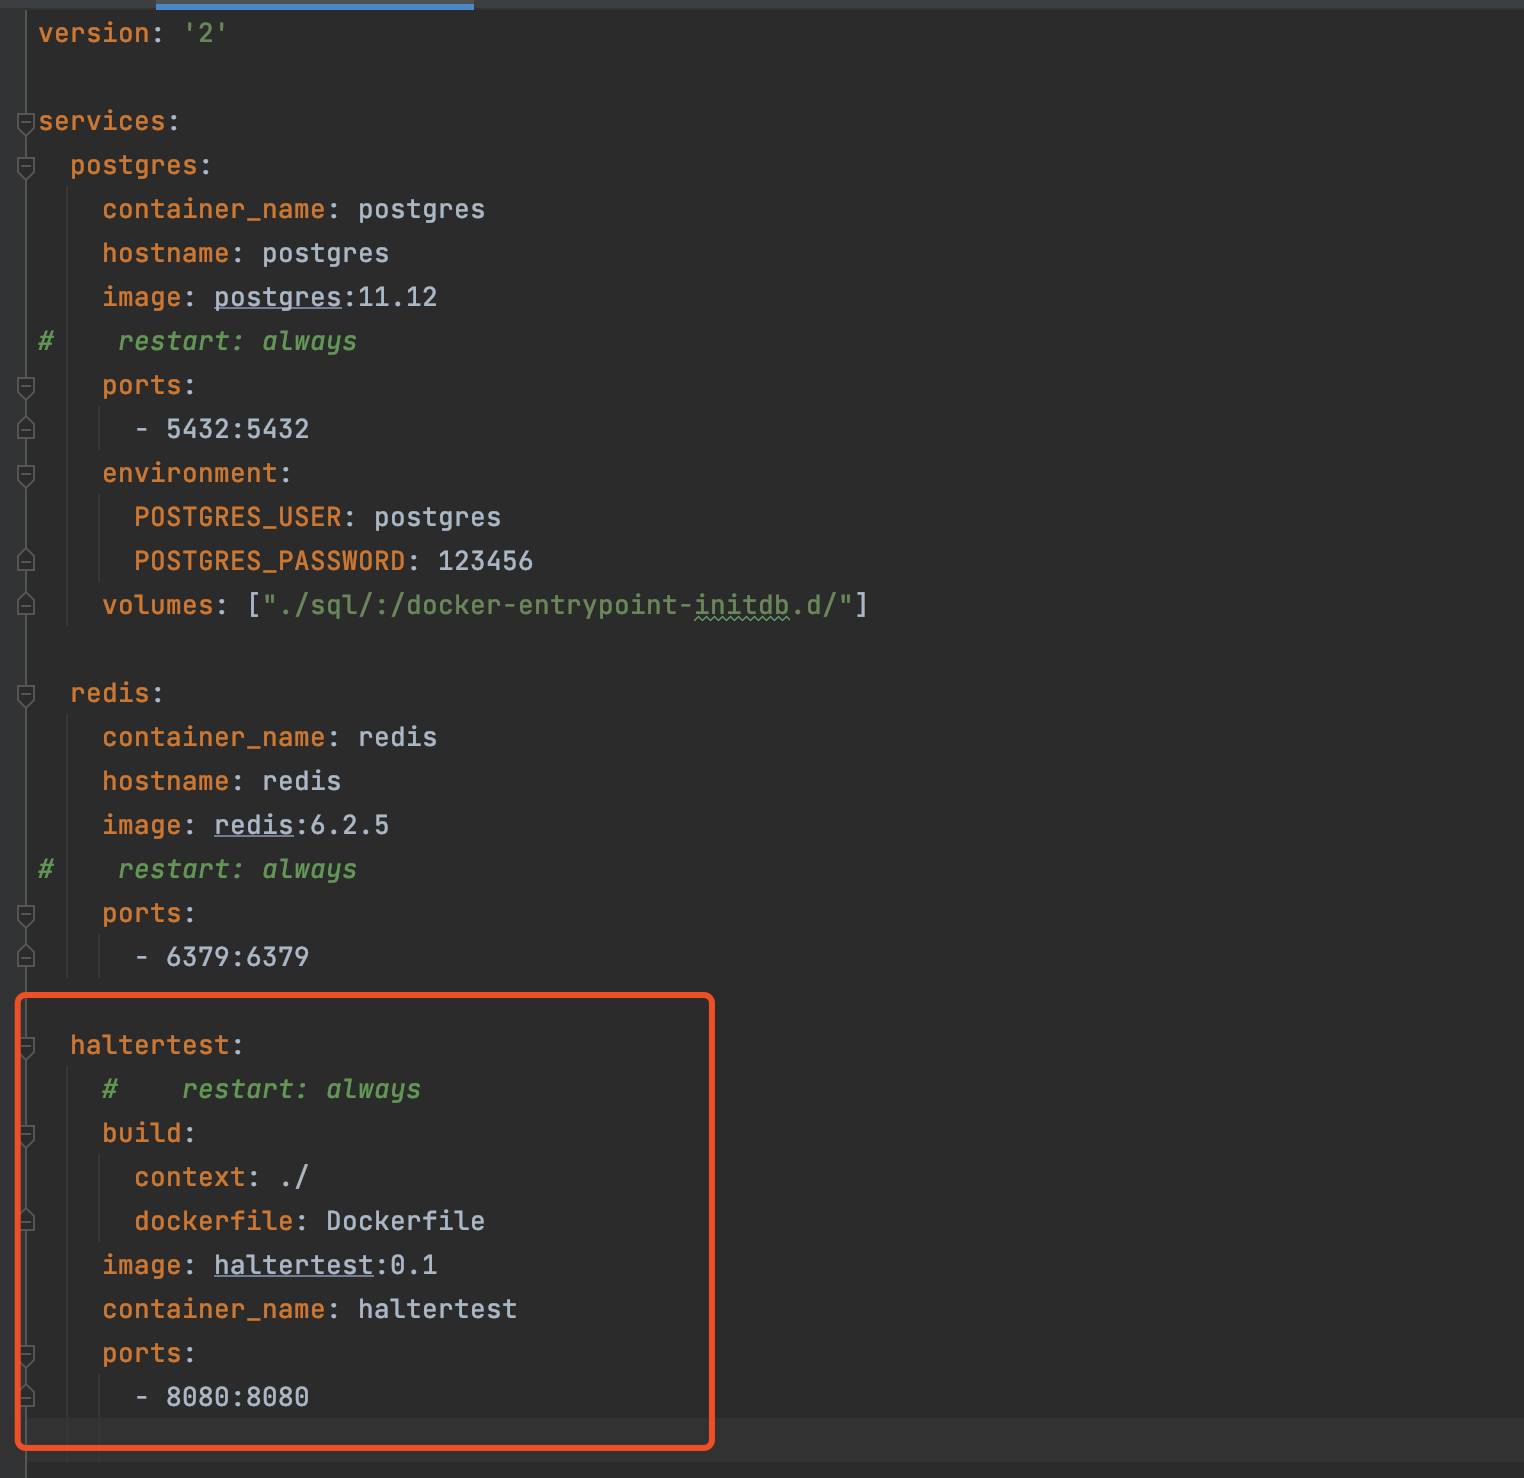 version: '2'
services:
  postgres:
    container_name: postgres
    hostname: postgres
    image: postgres:11.12
#    restart: always
    ports:
      - 5432:5432
    environment:
      POSTGRES_USER: postgres
      POSTGRES_PASSWORD: 123456
    volumes: ["./sql/:/docker-entrypoint-initdb.d/"]
  redis:
    container_name: redis
    hostname: redis
    image: redis:6.2.5
#    restart: always
    ports:
      - 6379:6379
  haltertest:
    #    restart: always
    build:
      context: ./
      dockerfile: Dockerfile
    image: haltertest:0.1
    container_name: haltertest
    ports:
      - 8080:8080